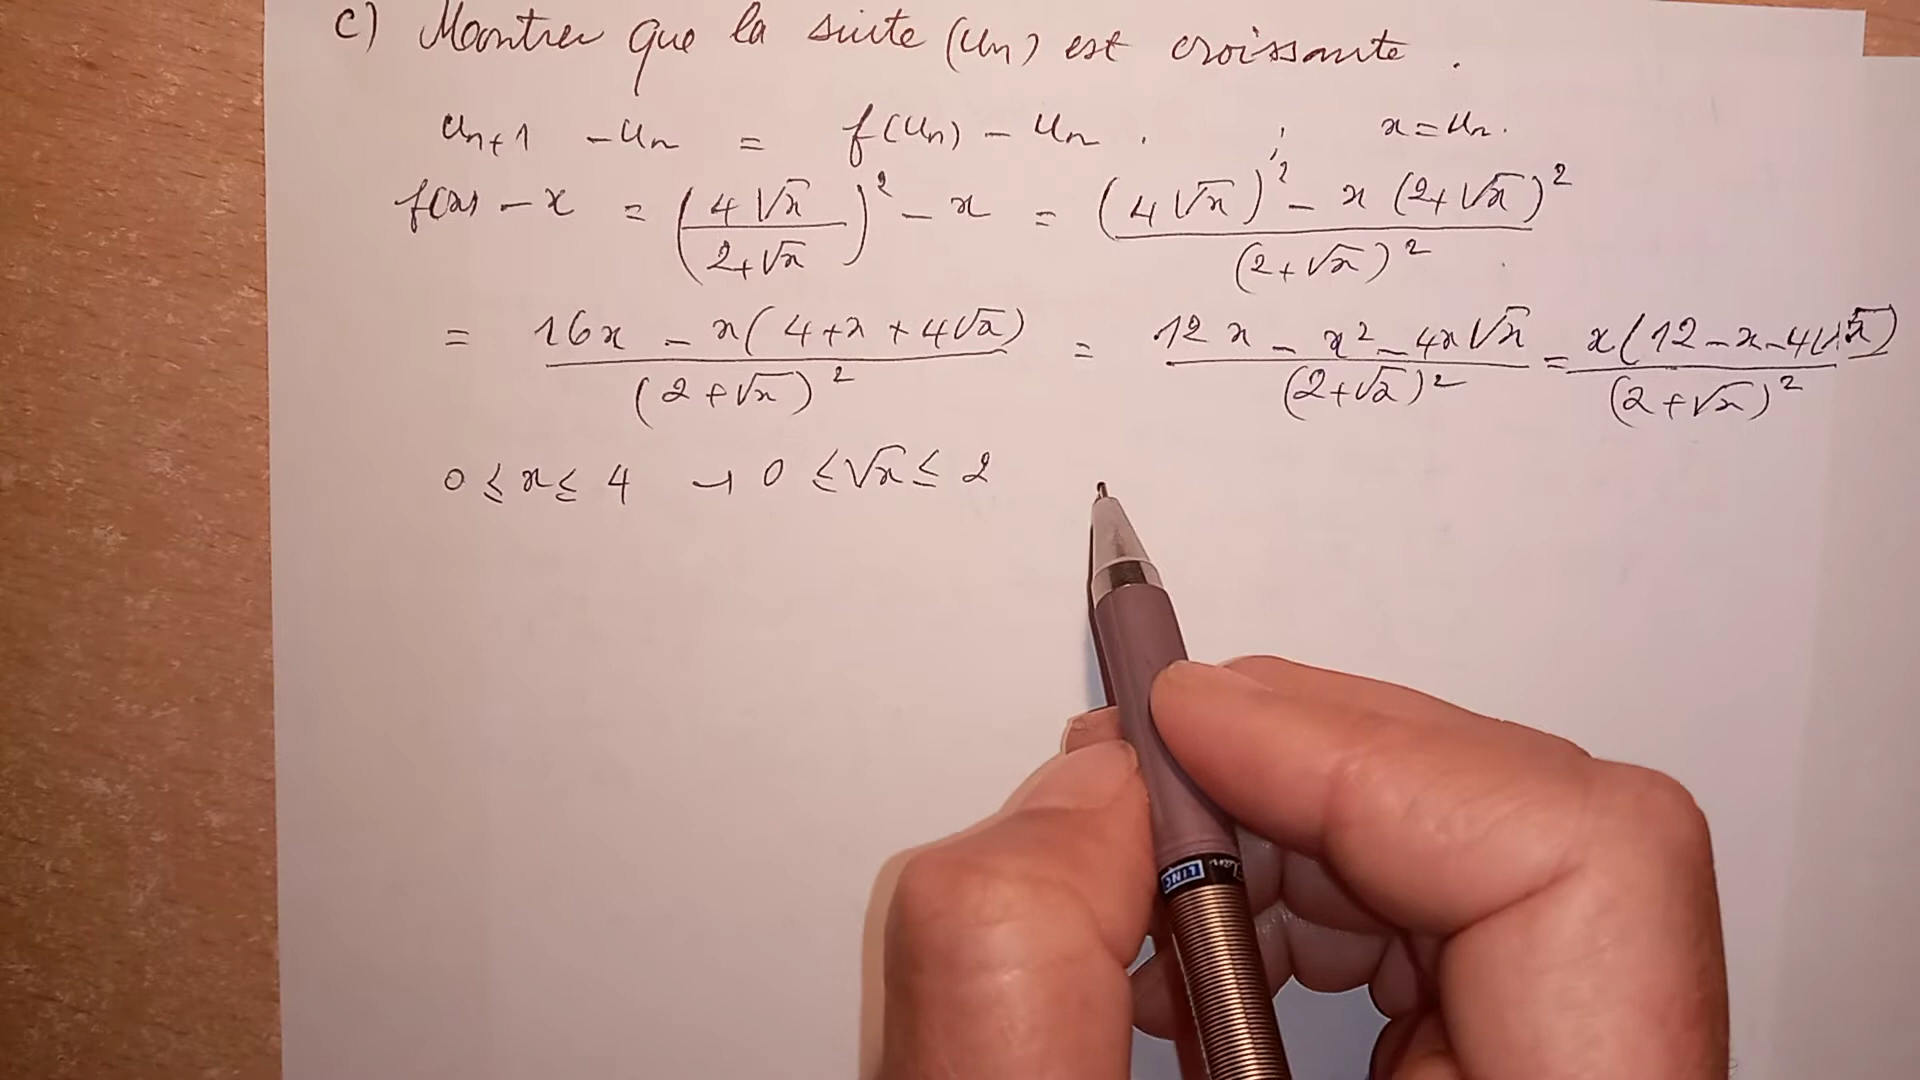 c) Montrer que la suite (Un) est croissante.
Un+1 - Un = f(Un) - Un . ; x = Un.
f(x) - x = (4√x / 2+√x)² - x = (4√x)² - x(2+√x)² / (2+√x)²
= 16x - x(4+x+4√x) / (2+√x)² = 12x - x² - 4x√x / (2+√x)² = x(12-x-4√x) / (2+√x)²
0 ≤ x ≤ 4 → 0 ≤ √x ≤ 2
LINC